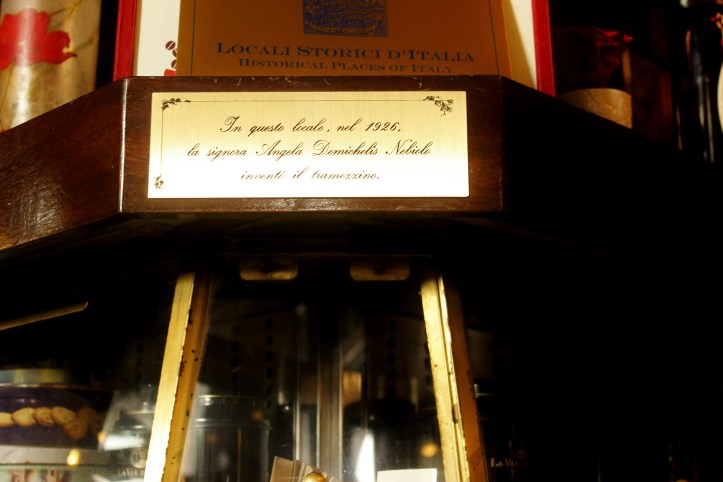 LOCALI STORICI D'ITALIA
HISTORICAL PLACES OF ITALY
In questo locale, nel 1926,
la signora Angela Demichelis Nebiolo
inventò il tramezzino.